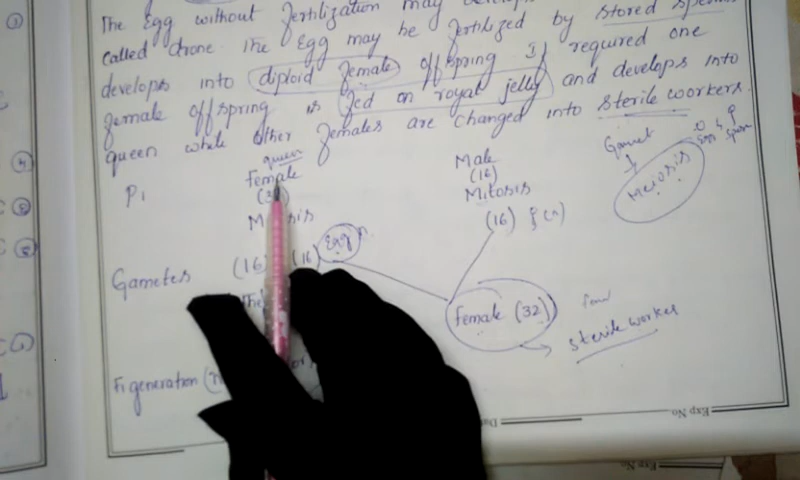 The Egg without fertilization may
called drone. The Egg may be fertilized by stored sperm
develops into diploid female offspring If required one
female offspring is fed on royal jelly and develops into
queen while other females are changed into sterile workers.
queen
P1 Female Male
(16)
Mitosis
Gamet
Meiosis
(16) (n)
Gametes (16) (16) Egg
female (32)
sterile worker
F1 generation
Exp No